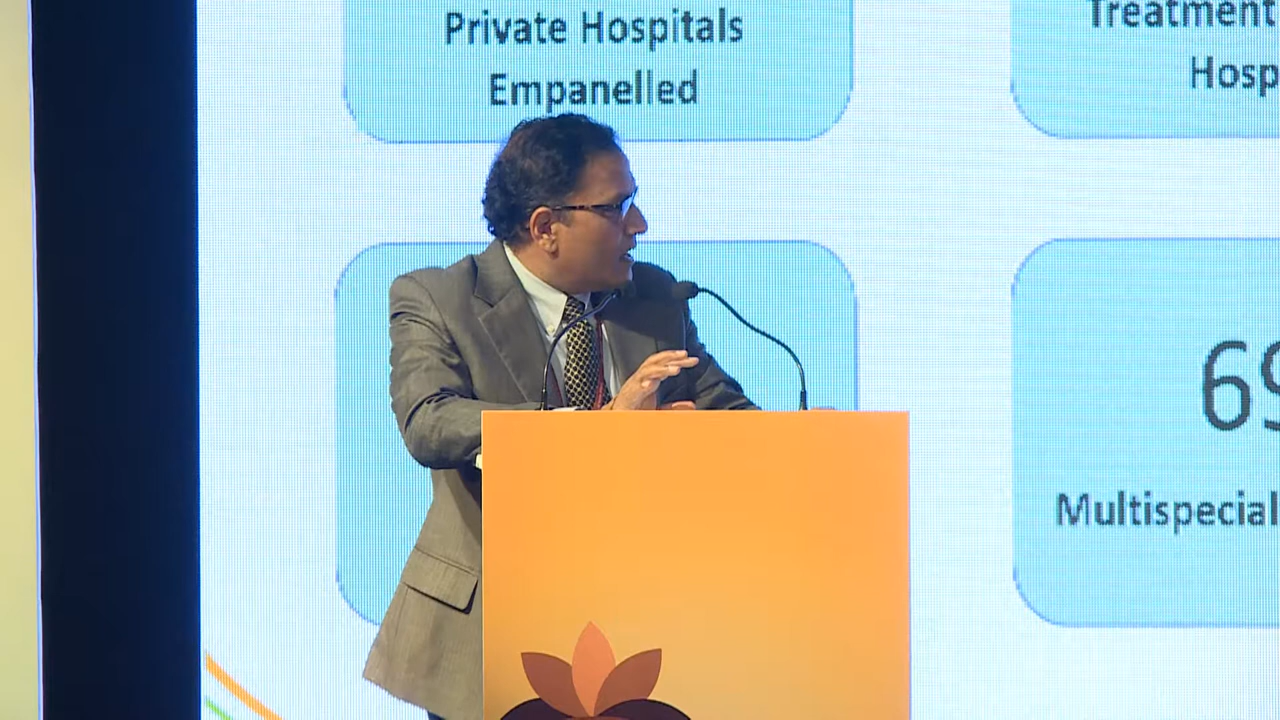 Private Hospitals
Empanelled
Treatment
Hosp
69
Multispecial